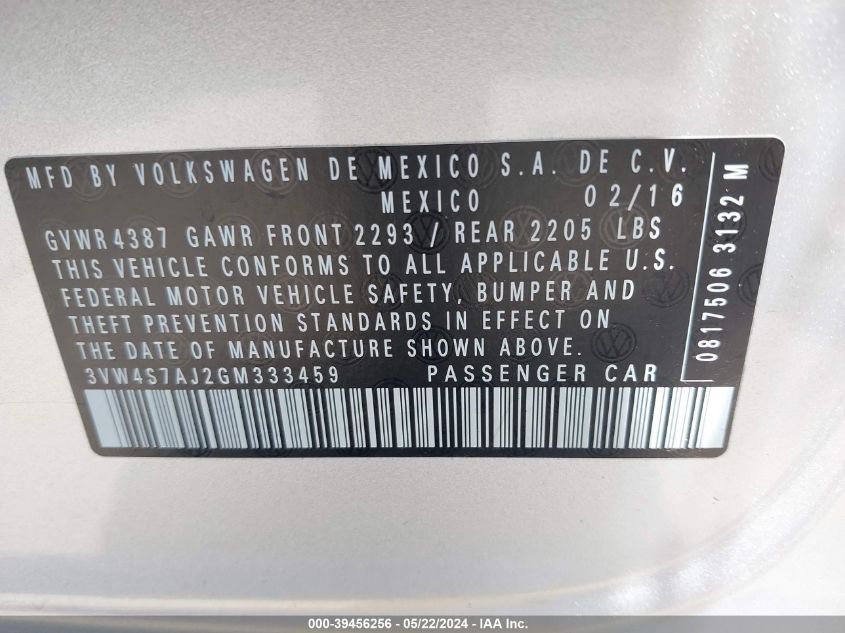 MFD BY VOLKSWAGEN DE MEXICO S.A. DE C.V.
MEXICO 02/16
GVWR 4387 GAWR FRONT 2293 / REAR 2205 LBS
THIS VEHICLE CONFORMS TO ALL APPLICABLE U.S.
FEDERAL MOTOR VEHICLE SAFETY, BUMPER AND
THEFT PREVENTION STANDARDS IN EFFECT ON
THE DATE OF MANUFACTURE SHOWN ABOVE.
3VW4S7AJ2GM333459 PASSENGER CAR
0817506 3132 M
000-39456256 - 05/22/2024 - IAA Inc.